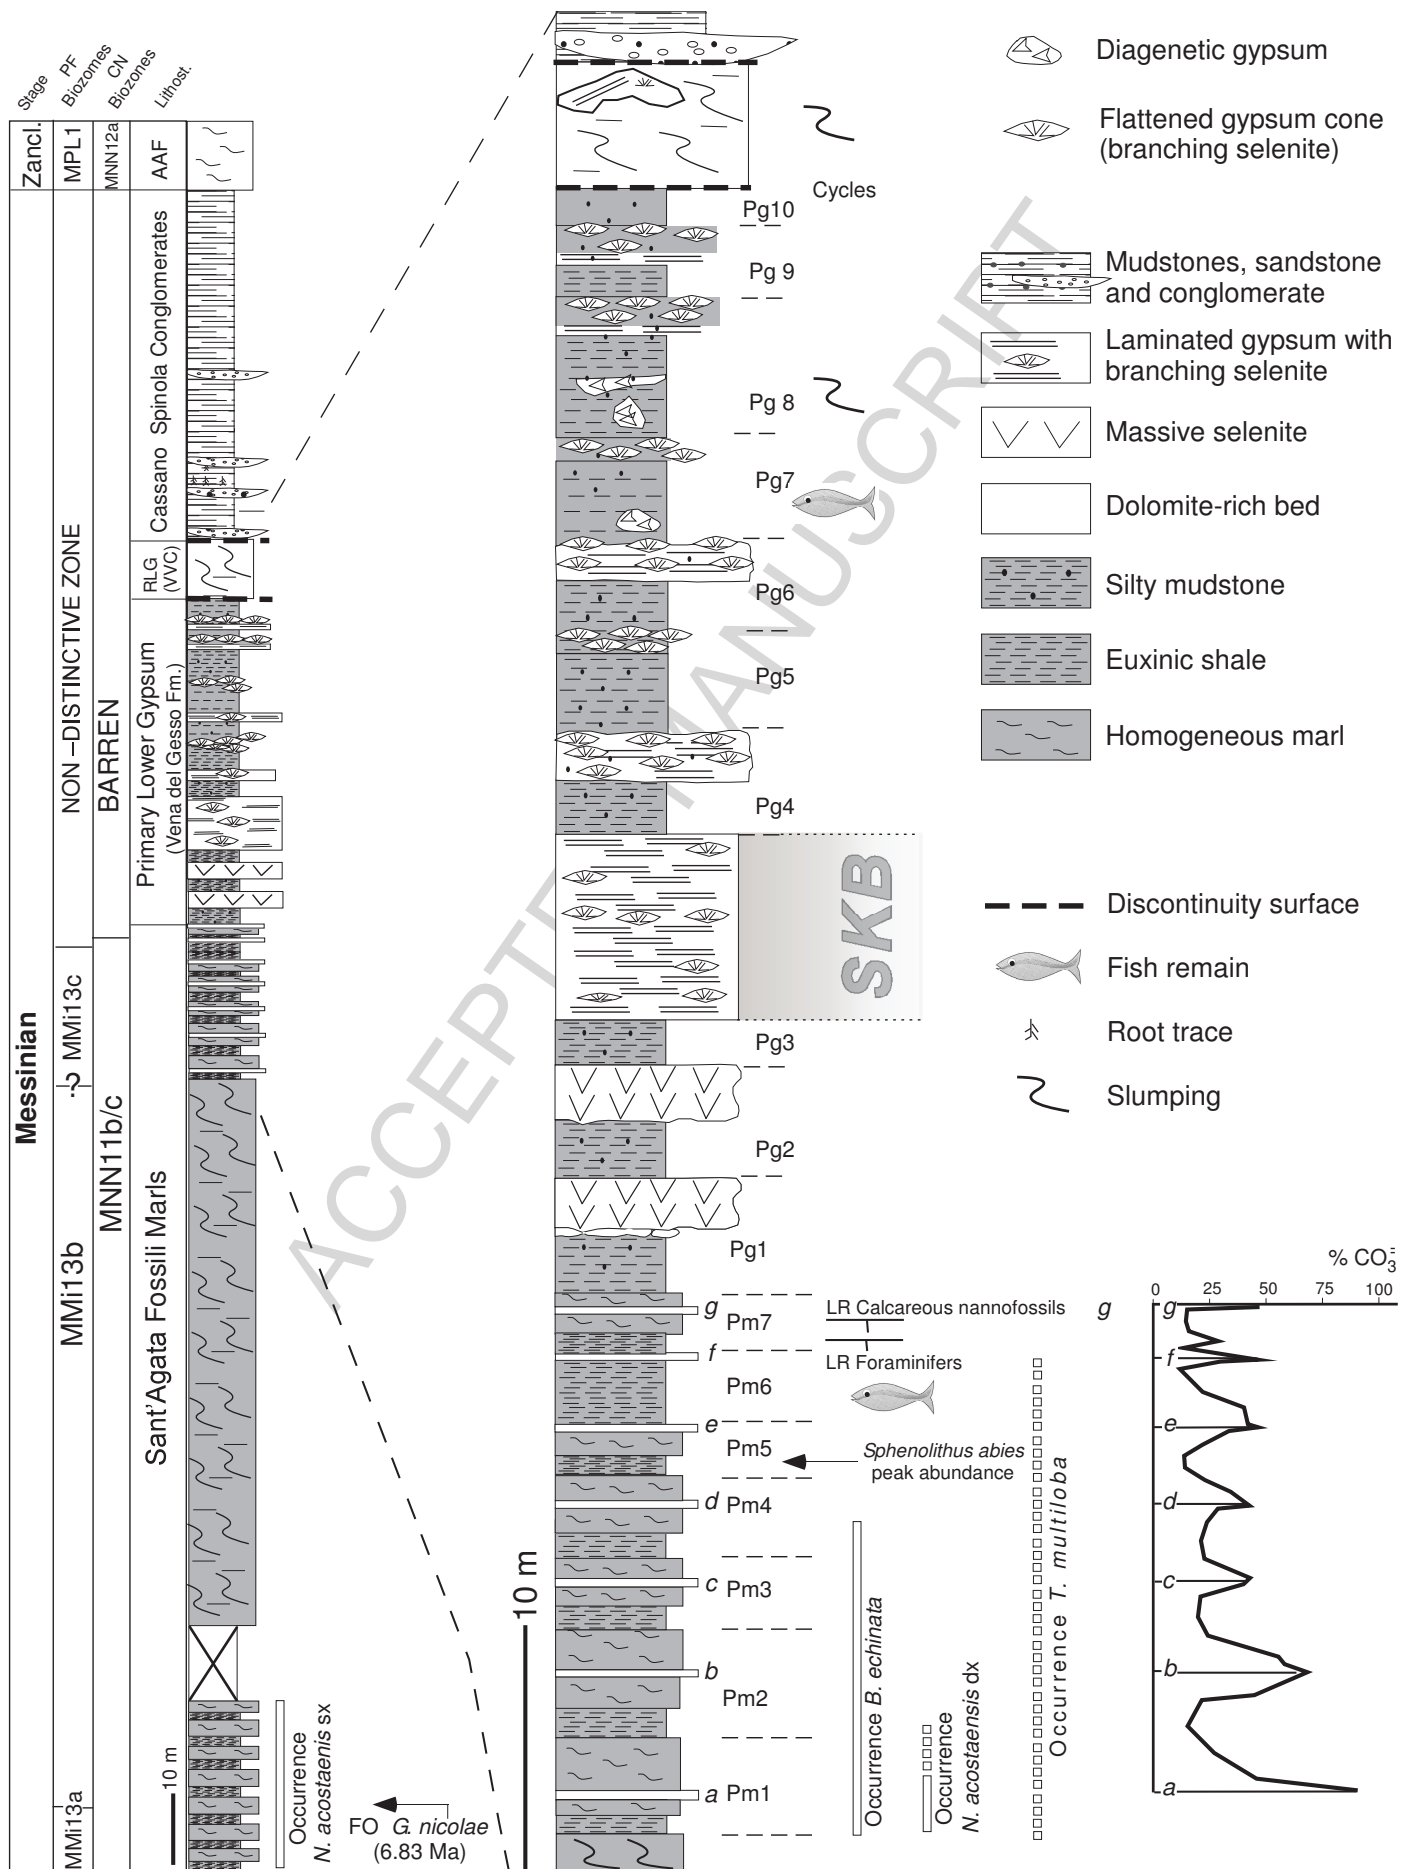 Stage
PF
Biozomes
CN
Biozones
Lithost.
Zancl.
MPL1
MNN12a
AAF
Messinian
NON –DISTINCTIVE ZONE
MMi13c
?
MMi13b
MMi13a
BARREN
MNN11b/c
Cassano Spinola Conglomerates
RLG
(VVC)
Primary Lower Gypsum
(Vena del Gesso Fm.)
Sant'Agata Fossili Marls
10 m
Occurrence
N. acostaenis sx
FO G. nicolae
(6.83 Ma)
10 m
Cycles
Pg10
Pg 9
Pg 8
Pg7
Pg6
Pg5
Pg4
SKB
Pg3
Pg2
Pg1
g
Pm7
f
Pm6
e
Pm5
d Pm4
c Pm3
b
Pm2
a Pm1
LR Calcareous nannofossils
LR Foraminifers
Sphenolithus abies
peak abundance
Occurrence B. echinata
Occurrence
N. acostaensis dx
Occurrence T. multiloba
Diagenetic gypsum
Flattened gypsum cone
(branching selenite)
Mudstones, sandstone
and conglomerate
Laminated gypsum with
branching selenite
Massive selenite
Dolomite-rich bed
Silty mudstone
Euxinic shale
Homogeneous marl
Discontinuity surface
Fish remain
Root trace
Slumping
% CO3=
0 25 50 75 100
g g
f
e
d
c
b
a
ACCEPTED MANUSCRIPT